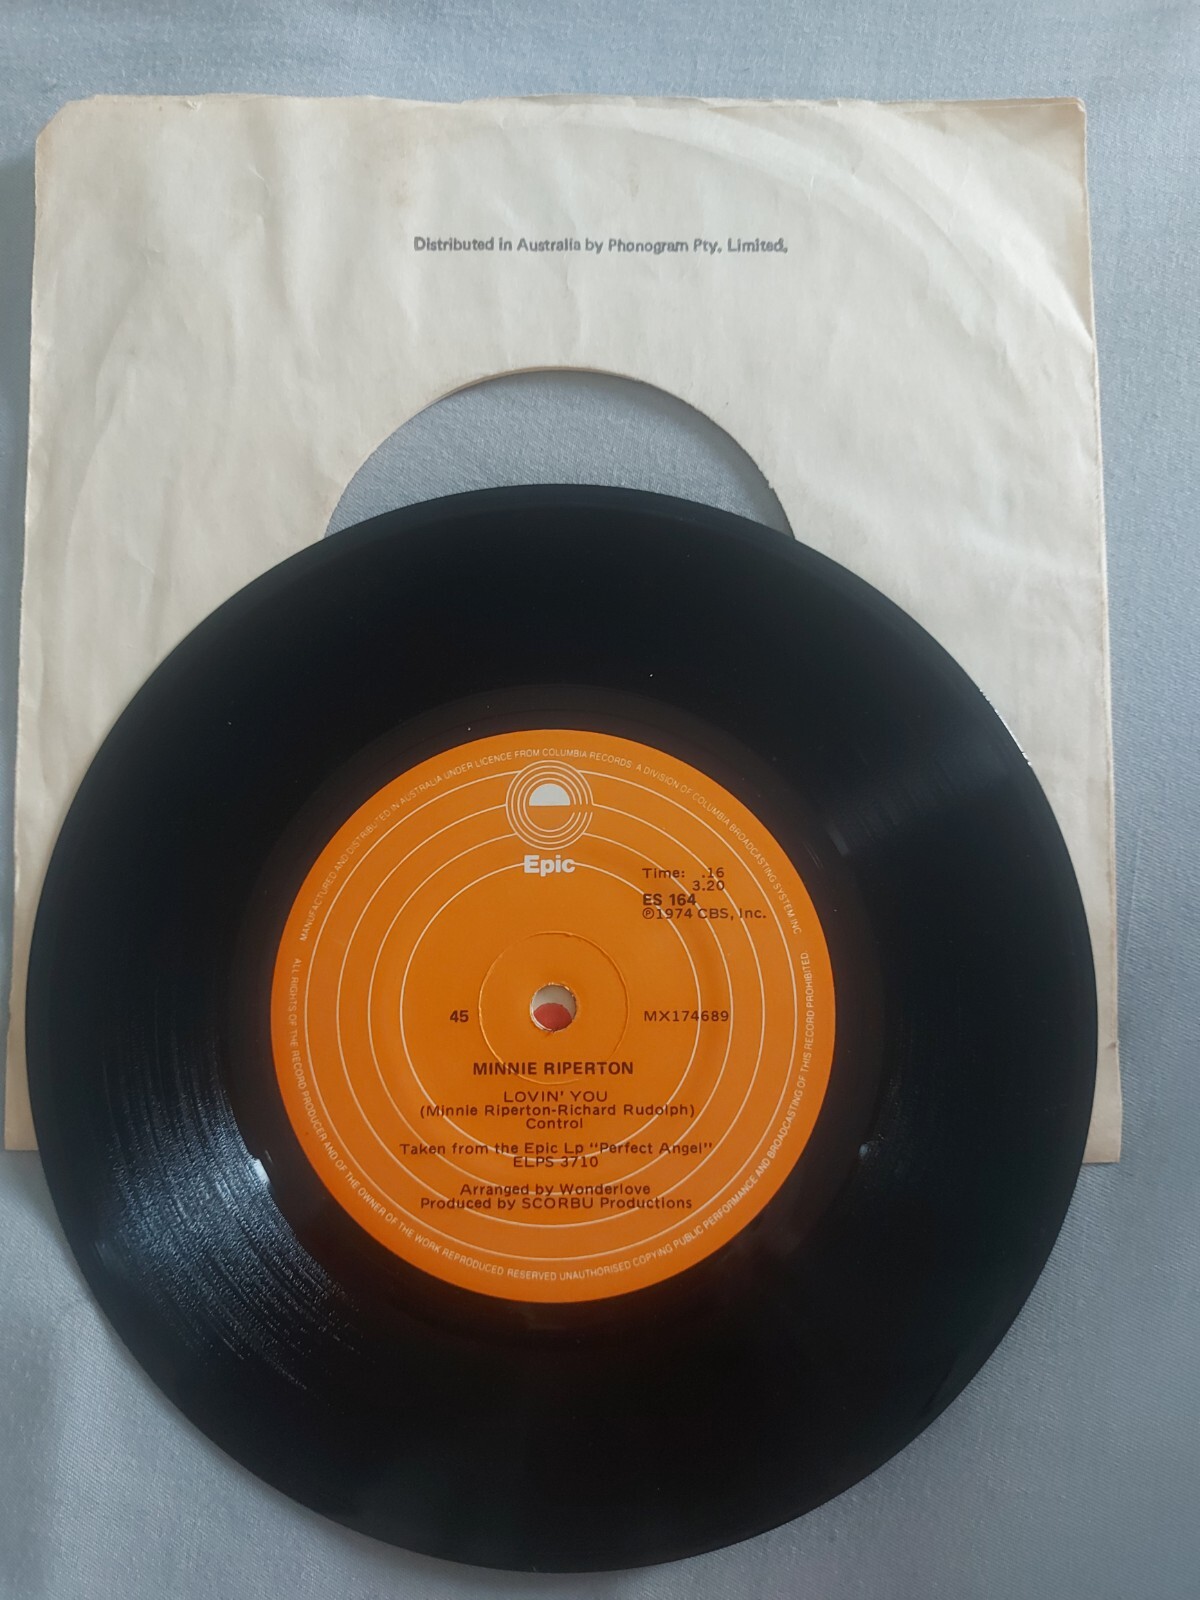 Distributed in Australia by Phonogram Pty. Limited.
MANUFACTURED AND DISTRIBUTED IN AUSTRALIA UNDER LICENCE FROM COLUMBIA RECORDS: A DIVISION OF COLUMBIA BROADCASTING SYSTEM INC
Epic
Time: .16
3.20
ES 164
℗1974 CBS, Inc.
45
MX174689
MINNIE RIPERTON
LOVIN' YOU
(Minnie Riperton-Richard Rudolph)
Control
Taken from the Epic Lp "Perfect Angel"
ELPS 3710
Arranged by Wonderlove
Produced by SCORBU Productions
ALL RIGHTS OF THE RECORD PRODUCER AND OF THE OWNER OF THE WORK REPRODUCED RESERVED UNAUTHORISED COPYING PUBLIC PERFORMANCE AND BROADCASTING OF THIS RECORD PROHIBITED